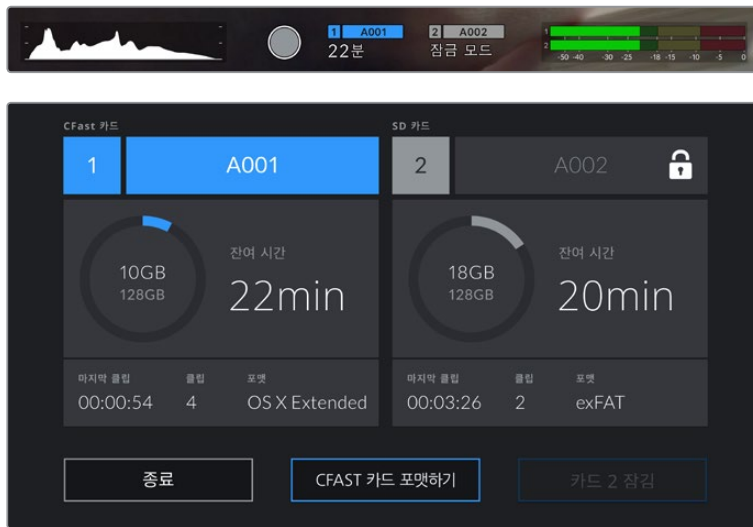 1 A001
22분
2 A002
잠금 모드
1
2
-50 -40 -30 -25 -18 -15 -10 -5 0
CFast 카드
1 A001
SD 카드
2 A002
10GB
128GB
잔여 시간
22min
18GB
128GB
잔여 시간
20min
마지막 클립 클립 포맷
00:00:54 4 OS X Extended
마지막 클립 클립 포맷
00:03:26 2 exFAT
종료
CFAST 카드 포맷하기
카드 2 잠김